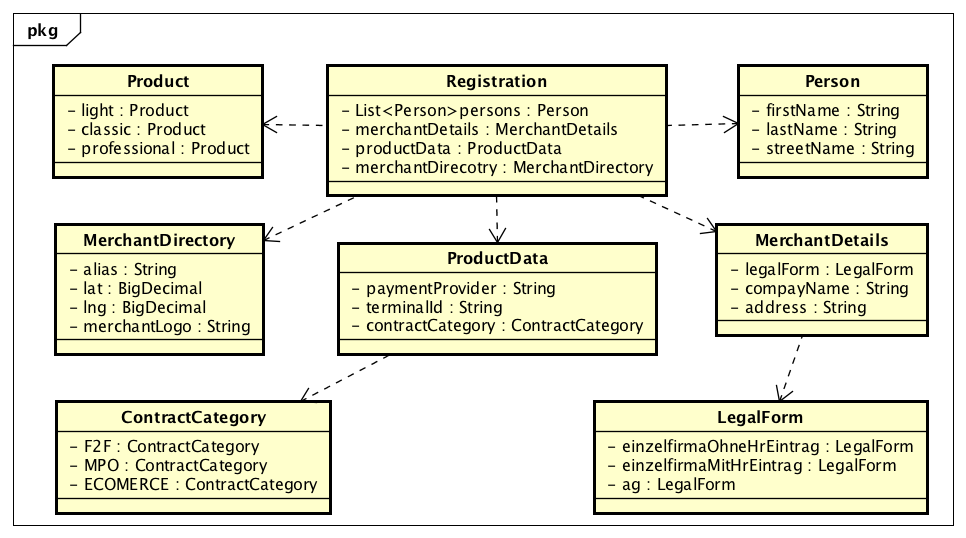 pkg
Product
- light : Product
- classic : Product
- professional : Product
Registration
- List<Person>persons : Person
- merchantDetails : MerchantDetails
- productData : ProductData
- merchantDirecotry : MerchantDirectory
Person
- firstName : String
- lastName : String
- streetName : String
MerchantDirectory
- alias : String
- lat : BigDecimal
- lng : BigDecimal
- merchantLogo : String
ProductData
- paymentProvider : String
- terminalId : String
- contractCategory : ContractCategory
MerchantDetails
- legalForm : LegalForm
- compayName : String
- address : String
ContractCategory
- F2F : ContractCategory
- MPO : ContractCategory
- ECOMERCE : ContractCategory
LegalForm
- einzelfirmaOhneHrEintrag : LegalForm
- einzelfirmaMitHrEintrag : LegalForm
- ag : LegalForm